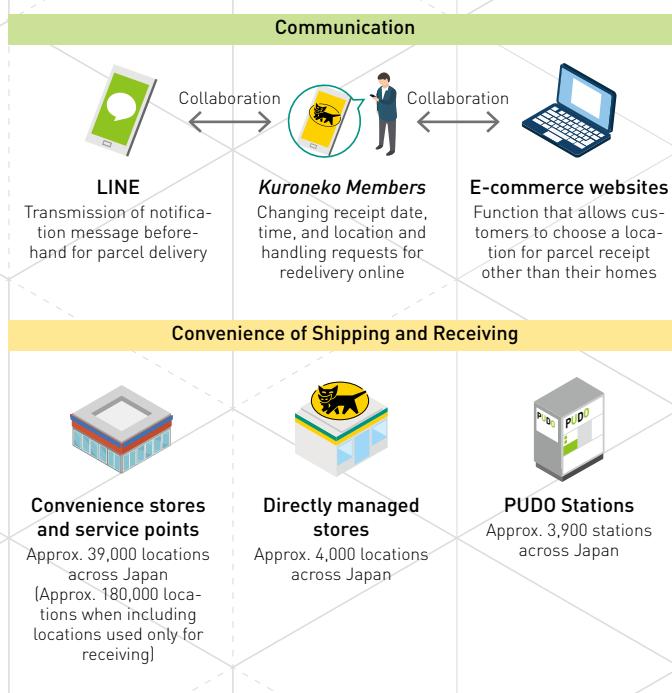 Communication
Collaboration
Collaboration
LINE
Transmission of notifica-
tion message before-
hand for parcel delivery
Kuroneko Members
Changing receipt date,
time, and location and
handling requests for
redelivery online
E-commerce websites
Function that allows cus-
tomers to choose a loca-
tion for parcel receipt
other than their homes
Convenience of Shipping and Receiving
PUDO
PUDO
Convenience stores
and service points
Approx. 39,000 locations
across Japan
(Approx. 180,000 loca-
tions when including
locations used only for
receiving)
Directly managed
stores
Approx. 4,000 locations
across Japan
PUDO Stations
Approx. 3,900 stations
across Japan